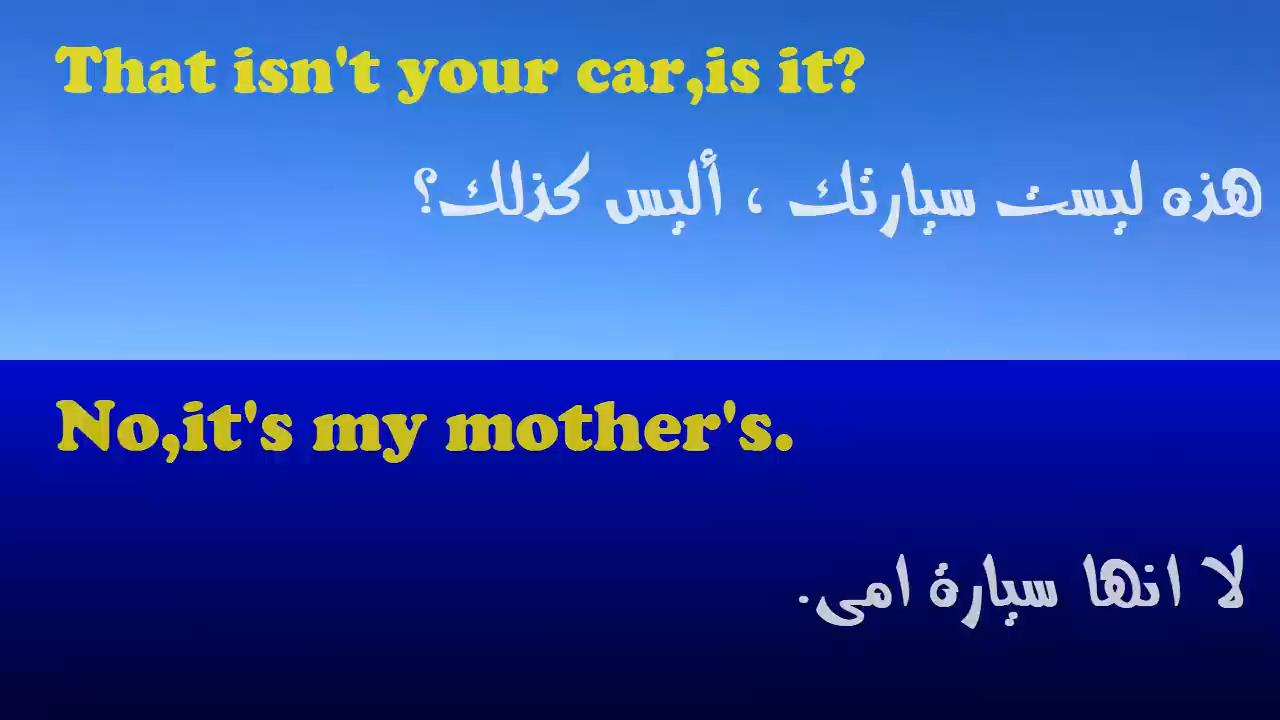 That isn't your car,is it?
هذه ليست سيارتك ، أليس كذلك؟
No,it's my mother's.
لا انها سيارة امى.